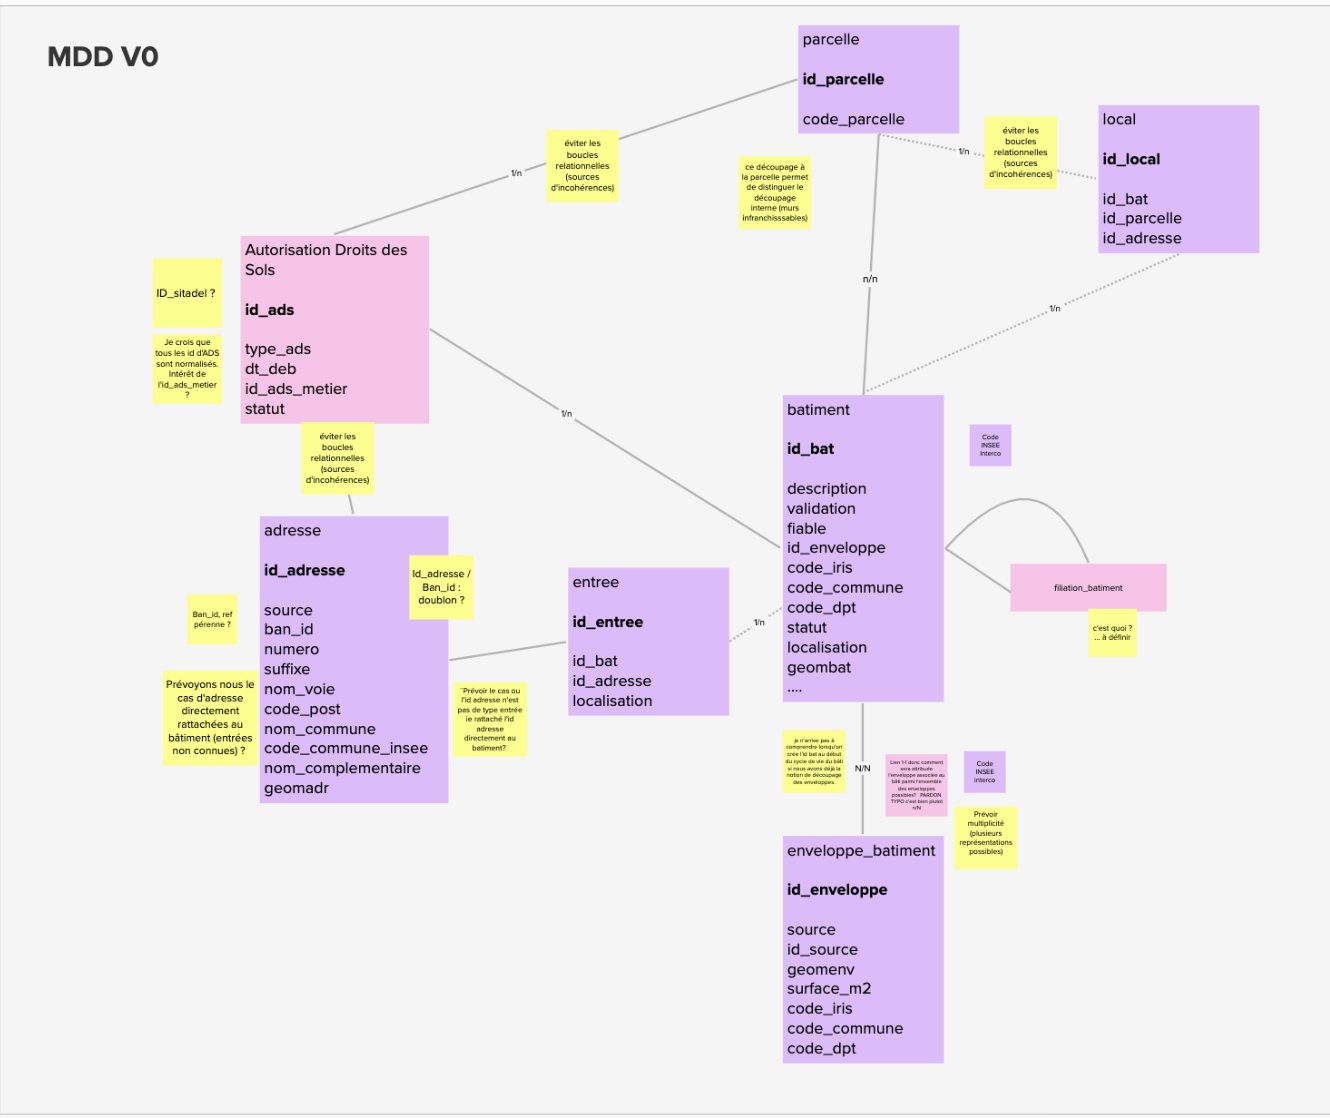 MDD V0
parcelle
id_parcelle
code_parcelle
éviter les
boucles
relationnelles
(sources
d'incohérences)
1/n
ce découpage à
la parcelle permet
de distinguer le
découpage
interne (murs
infranchisssables)
1/n
éviter les
boucles
relationnelles
(sources
d'incohérences)
local
id_local
id_bat
id_parcelle
id_adresse
n/n
1/n
Autorisation Droits des
Sols
id_ads
type_ads
dt_deb
id_ads_metier
statut
ID_sitadel ?
Je crois que
tous les id d'ADS
sont normalisés.
Intérêt de
l'id_ads_metier
?
1/n
éviter les
boucles
relationnelles
(sources
d'incohérences)
batiment
id_bat
description
validation
fiable
id_enveloppe
code_iris
code_commune
code_dpt
statut
localisation
geombat
....
Code
INSEE
Interco
filiation_batiment
c'est quoi ?
... à définir
adresse
id_adresse
source
ban_id
numero
suffixe
nom_voie
code_post
nom_commune
code_commune_insee
nom_complementaire
geomadr
Id_adresse /
Ban_id :
doublon ?
Ban_id, ref
pérenne ?
Prévoyons nous le
cas d'adresse
directement
rattachées au
bâtiment (entrées
non connues) ?
entree
id_entree
id_bat
id_adresse
localisation
1/n
"Prévoir le cas ou
l'id adresse n'est
pas de type entrée
ie rattaché l'id
adresse
directement au
batiment?
je n'arrive pas à
comprendre lorsqu'on
crée l'id bat au début
du cycle de vie du bâti
si nous avons déjà la
notion de découpage
des enveloppes.
N/N
Lien 1-1 donc comment
sera attribuée
l'enveloppe associée au
bâti parmi l'ensemble
des enveloppes
possibles? PARDON
TYPO c'est bien plutot
n/N
Code
INSEE
interco
Prévoir
multiplicité
(plusieurs
représentations
possibles)
enveloppe_batiment
id_enveloppe
source
id_source
geomenv
surface_m2
code_iris
code_commune
code_dpt